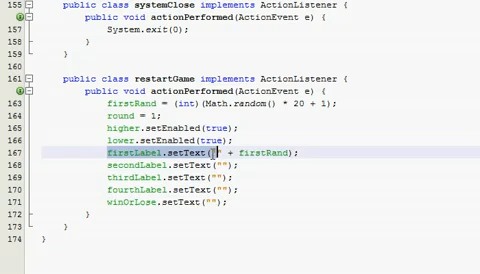 155 public class systemClose implements ActionListener {
public void actionPerformed(ActionEvent e) {
157 System.exit(0);
158 }
159 }
160
161 public class restartGame implements ActionListener {
public void actionPerformed(ActionEvent e) {
163 firstRand = (int)(Math.random() * 20 + 1);
164 round = 1;
165 higher.setEnabled(true);
166 lower.setEnabled(true);
167 firstLabel.setText("" + firstRand);
168 secondLabel.setText("");
169 thirdLabel.setText("");
170 fourthLabel.setText("");
171 winOrLose.setText("");
172 }
173 }
174 }